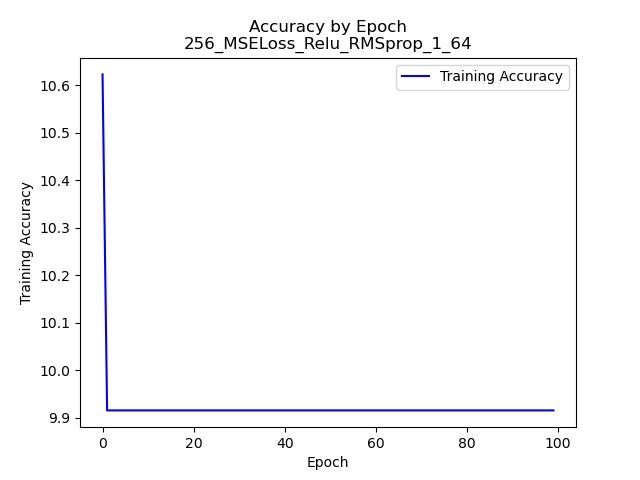 Accuracy by Epoch
256_MSELoss_Relu_RMSprop_1_64
Training Accuracy
10.6
10.5
10.4
10.3
10.2
10.1
10.0
9.9
Training Accuracy
0 20 40 60 80 100
Epoch